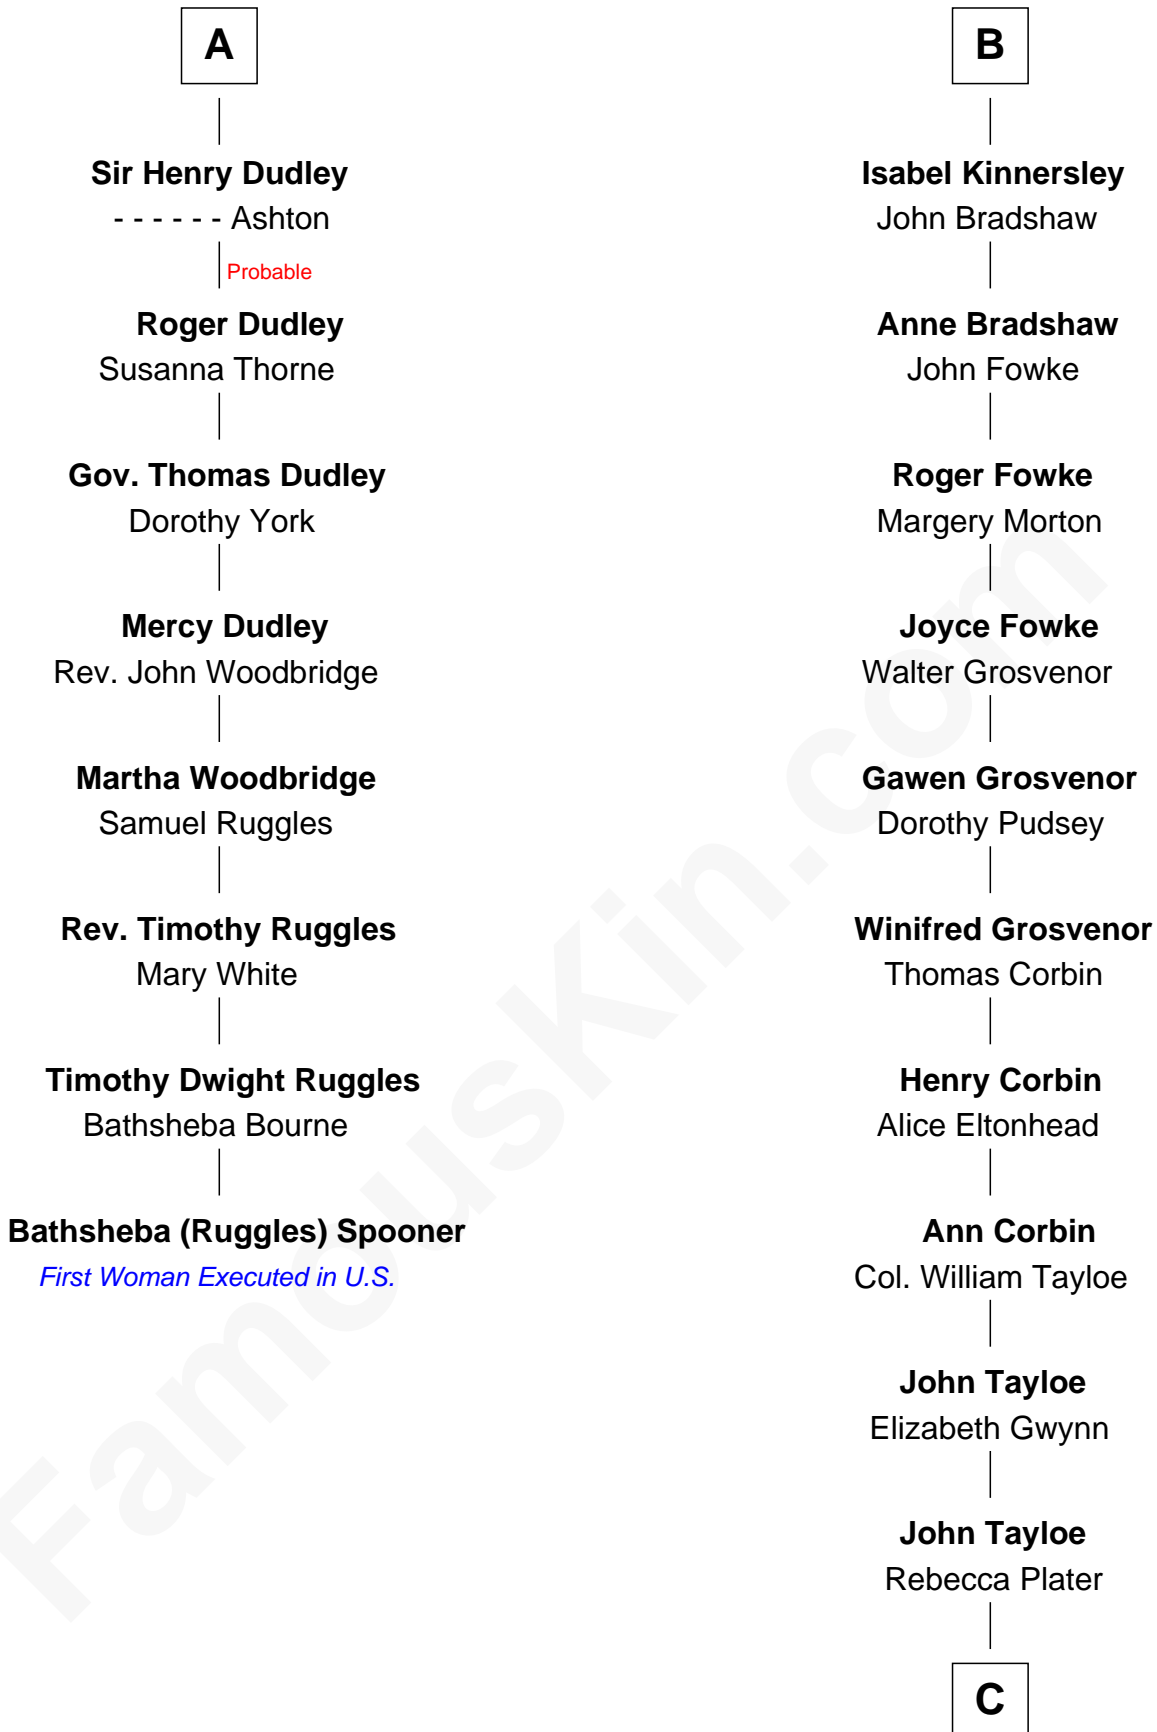 A
Sir Henry Dudley
- - - - - - Ashton
Probable
Roger Dudley
Susanna Thorne
Gov. Thomas Dudley
Dorothy York
Mercy Dudley
Rev. John Woodbridge
Martha Woodbridge
Samuel Ruggles
Rev. Timothy Ruggles
Mary White
Timothy Dwight Ruggles
Bathsheba Bourne
Bathsheba (Ruggles) Spooner
First Woman Executed in U.S.
B
Isabel Kinnersley
John Bradshaw
Anne Bradshaw
John Fowke
Roger Fowke
Margery Morton
Joyce Fowke
Walter Grosvenor
Gawen Grosvenor
Dorothy Pudsey
Winifred Grosvenor
Thomas Corbin
Henry Corbin
Alice Eltonhead
Ann Corbin
Col. William Tayloe
John Tayloe
Elizabeth Gwynn
John Tayloe
Rebecca Plater
C
FamousKin.com